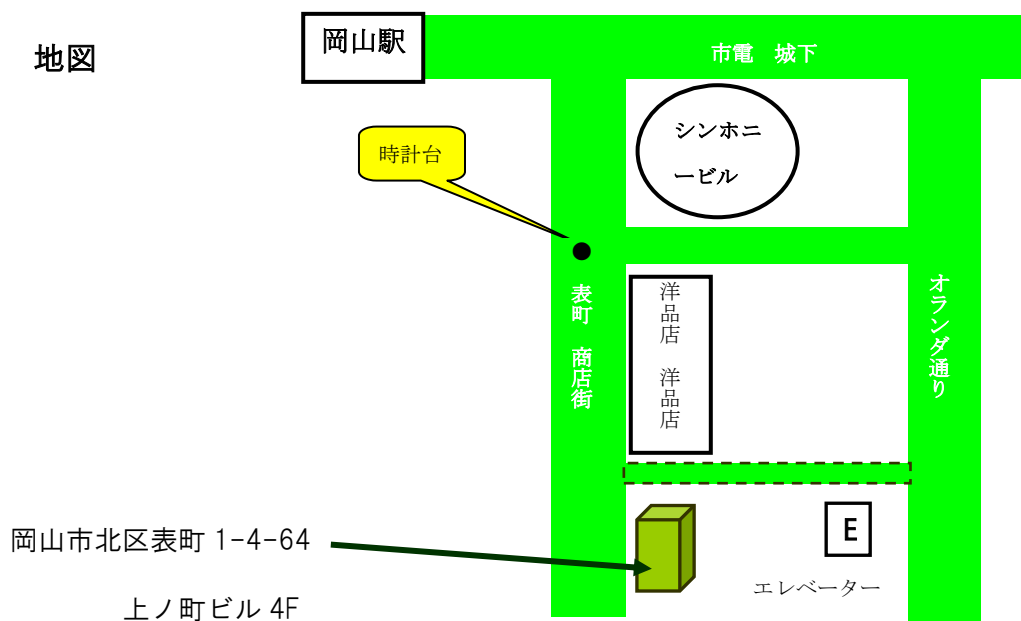 地図
岡山駅
市電　城下
シンホニ
ービル
時計台
表町　商店街
洋品店　洋品店
オランダ通り
E
エレベーター
岡山市北区表町 1-4-64
上ノ町ビル 4F